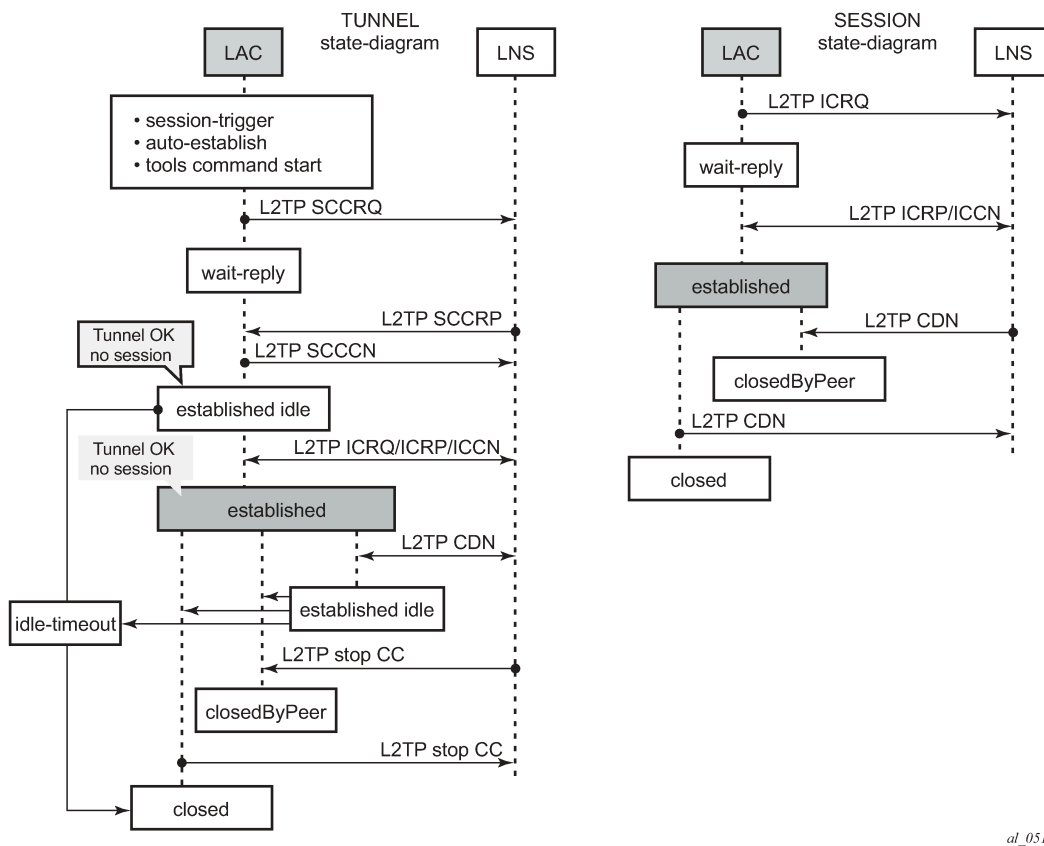 TUNNEL
state-diagram
LAC
LNS
• session-trigger
• auto-establish
• tools command start
L2TP SCCRQ
wait-reply
L2TP SCCRP
Tunnel OK
no session
L2TP SCCCN
established idle
Tunnel OK
no session
L2TP ICRQ/ICRP/ICCN
established
L2TP CDN
established idle
idle-timeout
L2TP stop CC
closedByPeer
L2TP stop CC
closed
SESSION
state-diagram
LAC
LNS
L2TP ICRQ
wait-reply
L2TP ICRP/ICCN
established
L2TP CDN
closedByPeer
L2TP CDN
closed
al_051